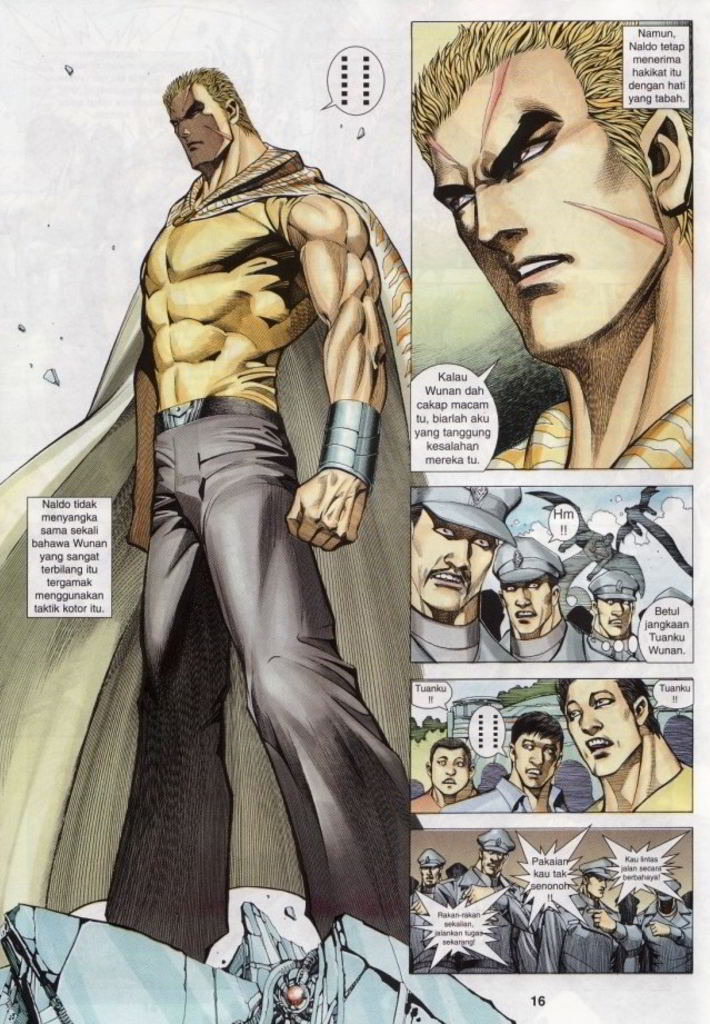 Naldo tidak
menyangka
sama sekali
bahawa Wunan
yang sangat
terbilang itu
tergamak
menggunakan
taktik kotor itu.
Namun,
Naldo tetap
menerima
hakikat itu
dengan hati
yang tabah.
Kalau
Wunan dah
cakap macam
tu, biarlah aku
yang tanggung
kesalahan
mereka tu.
Hm
!!
Betul
jangkaan
Tuanku
Wunan.
Tuanku
!!
Tuanku
!!
Rakan-rakan
sekalian,
jalankan tugas
sekarang!
Pakaian
kau tak
senonoh
!!
Kau lintas
jalan secara
berbahaya!
16